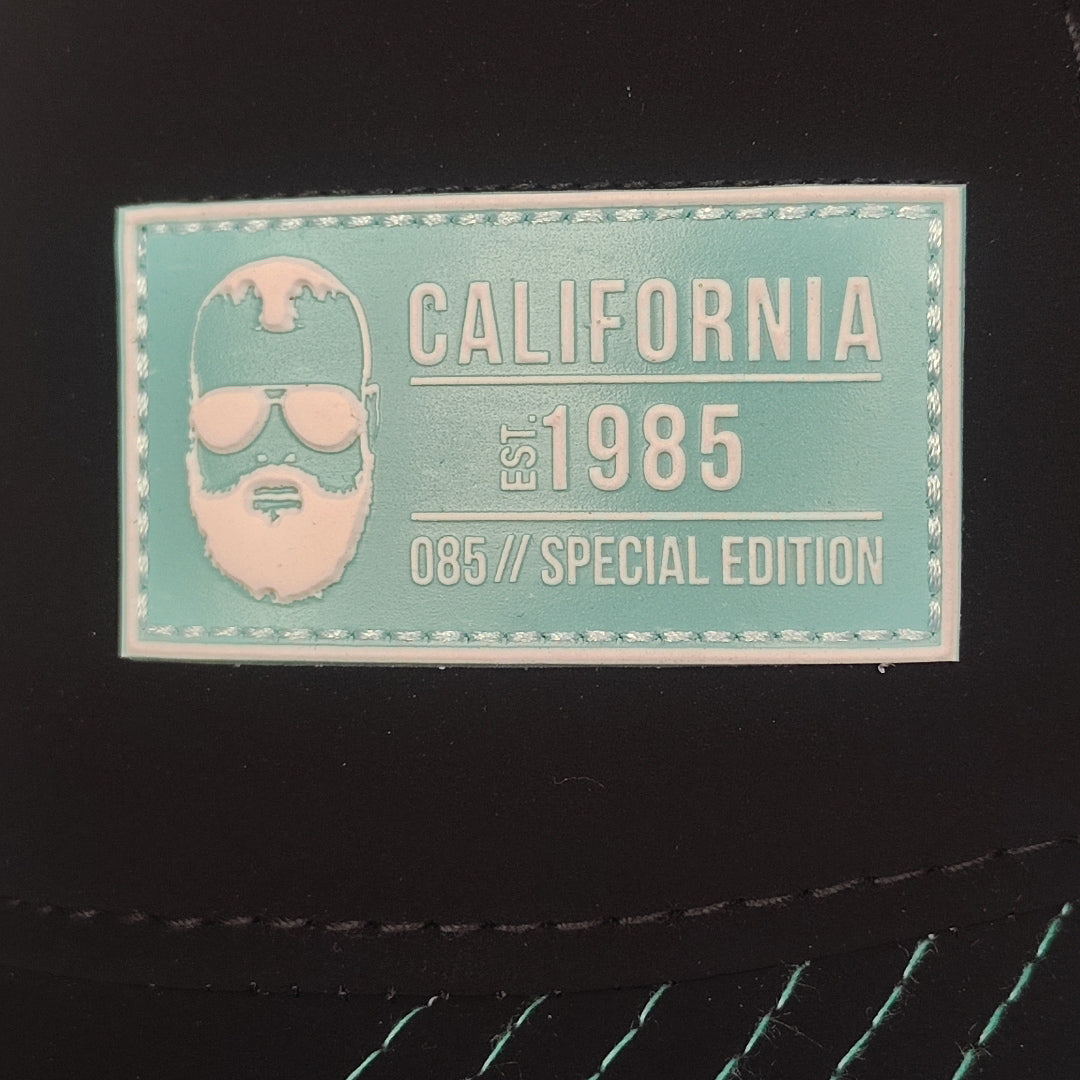 CALIFORNIA
EST. 1985
085 // SPECIAL EDITION